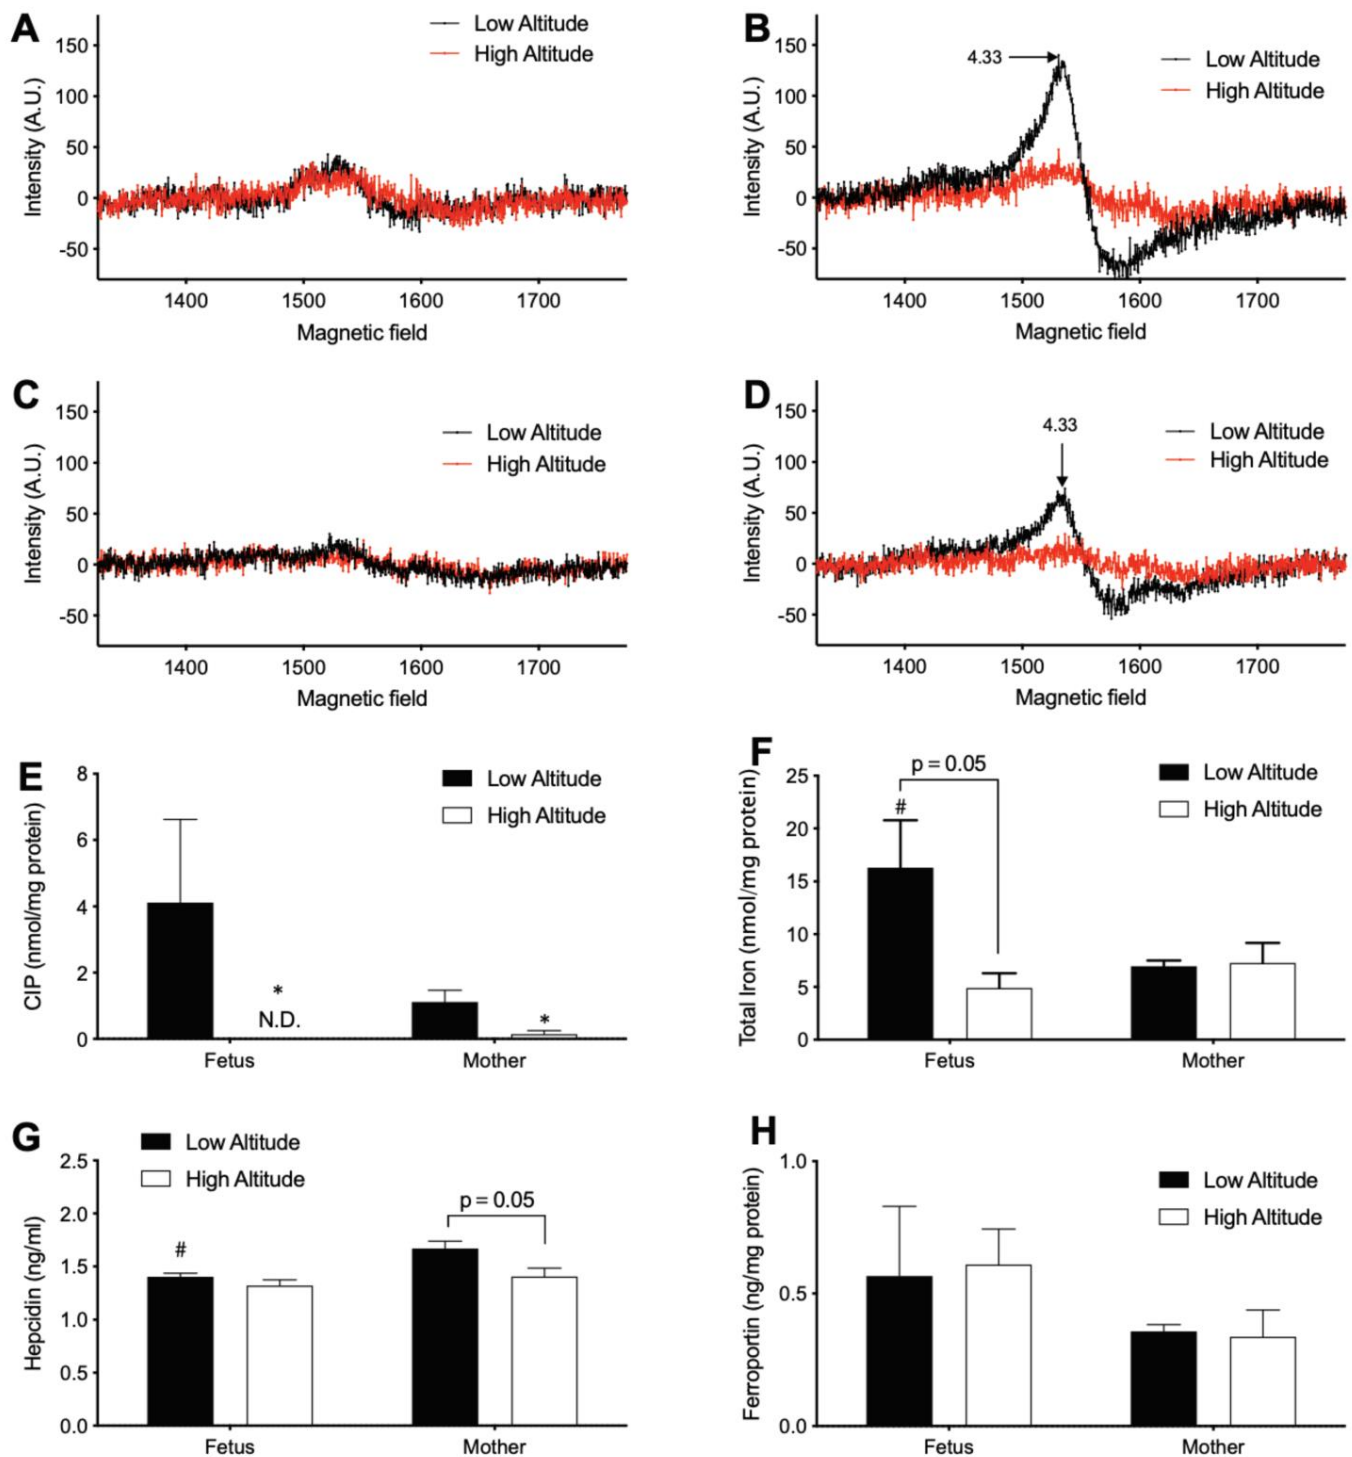 A
Low Altitude
High Altitude
150
100
50
0
-50
Intensity (A.U.)
1400 1500 1600 1700
Magnetic field
B
4.33
Low Altitude
High Altitude
150
100
50
0
-50
Intensity (A.U.)
1400 1500 1600 1700
Magnetic field
C
Low Altitude
High Altitude
150
100
50
0
-50
Intensity (A.U.)
1400 1500 1600 1700
Magnetic field
D
4.33
Low Altitude
High Altitude
150
100
50
0
-50
Intensity (A.U.)
1400 1500 1600 1700
Magnetic field
E
Low Altitude
High Altitude
8
6
4
2
0
CIP (nmol/mg protein)
*
N.D.
*
Fetus Mother
F
p = 0.05
Low Altitude
High Altitude
#
25
20
15
10
5
0
Total Iron (nmol/mg protein)
Fetus Mother
G
Low Altitude
High Altitude
p = 0.05
#
2.5
2.0
1.5
1.0
0.5
0.0
Hepcidin (ng/ml)
Fetus Mother
H
Low Altitude
High Altitude
1.0
0.5
0.0
Ferroportin (ng/mg protein)
Fetus Mother